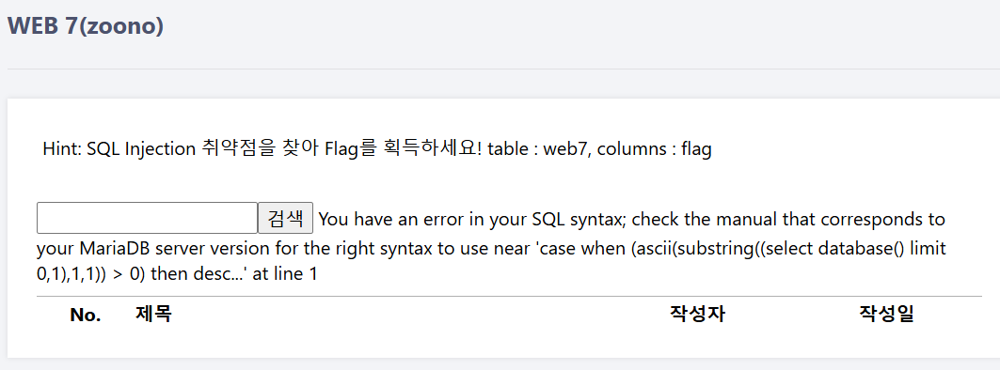 WEB 7(zoono)
Hint: SQL Injection 취약점을 찾아 Flag를 획득하세요! table : web7, columns : flag
검색 You have an error in your SQL syntax; check the manual that corresponds to
your MariaDB server version for the right syntax to use near 'case when (ascii(substring((select database() limit
0,1),1,1)) > 0) then desc...' at line 1
No. 제목 작성자 작성일